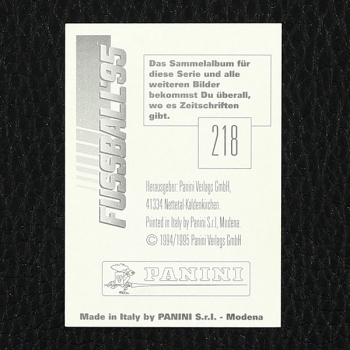 FUSSBALL'95
Das Sammelalbum für
diese Serie und alle
weiteren Bilder
bekommst Du überall,
wo es Zeitschriften
gibt.
218
Herausgeber: Panini Verlags GmbH,
41334 Nettetal-Kaldenkirchen.
Printed in Italy by Panini S.r.l., Modena.
© 1994/1995 Panini Verlags GmbH
PANINI
Made in Italy by PANINI S.r.l. - Modena